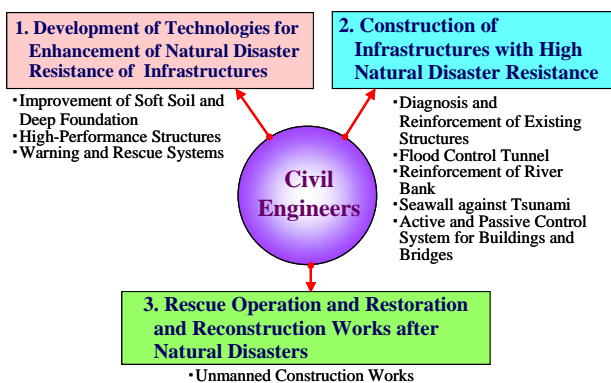 1. Development of Technologies for
Enhancement of Natural Disaster
Resistance of Infrastructures
・Improvement of Soft Soil and
Deep Foundation
・High-Performance Structures
・Warning and Rescue Systems
2. Construction of
Infrastructures with High
Natural Disaster Resistance
・Diagnosis and
Reinforcement of Existing
Structures
・Flood Control Tunnel
・Reinforcement of River
Bank
・Seawall against Tsunami
・Active and Passive Control
System for Buildings and
Bridges
Civil
Engineers
3. Rescue Operation and Restoration
and Reconstruction Works after
Natural Disasters
・Unmanned Construction Works